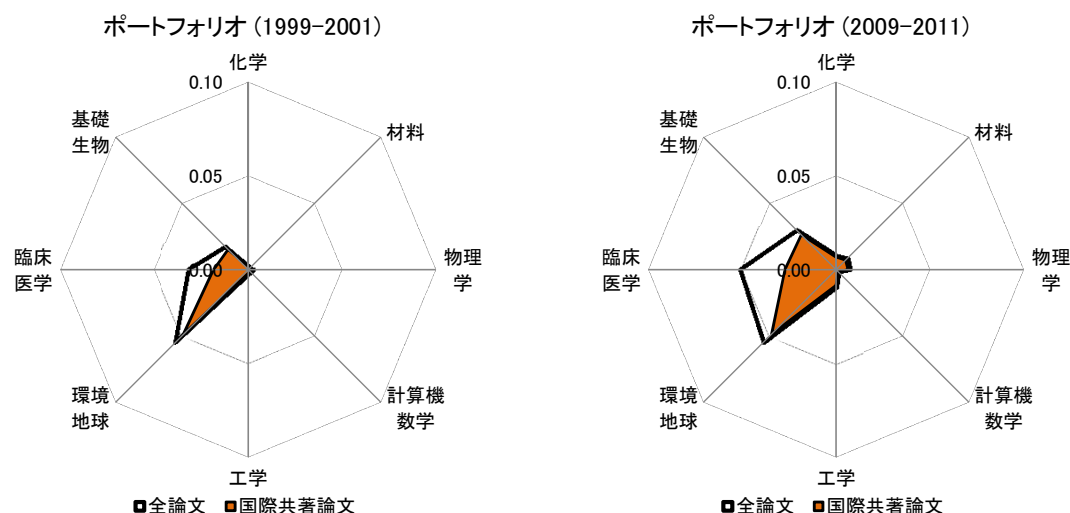 ポートフォリオ (1999-2001)
化学
0.10
基礎
生物
材料
0.05
臨床
医学
0.00
物理
学
環境
地球
計算機
数学
工学
全論文 国際共著論文
ポートフォリオ (2009-2011)
化学
0.10
基礎
生物
材料
0.05
臨床
医学
0.00
物理
学
環境
地球
計算機
数学
工学
全論文 国際共著論文